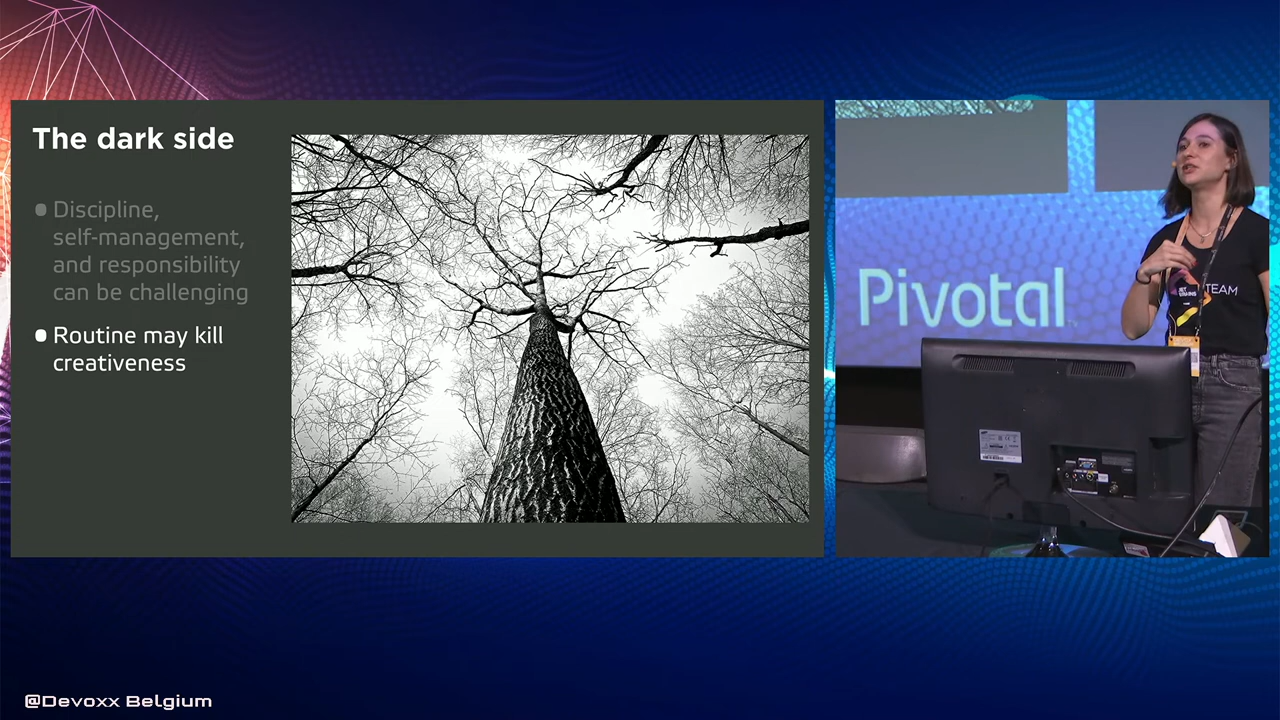 The dark side
Discipline,
self-management,
and responsibility
can be challenging
Routine may kill
creativeness
Pivotal
TEAM
@Devoxx Belgium